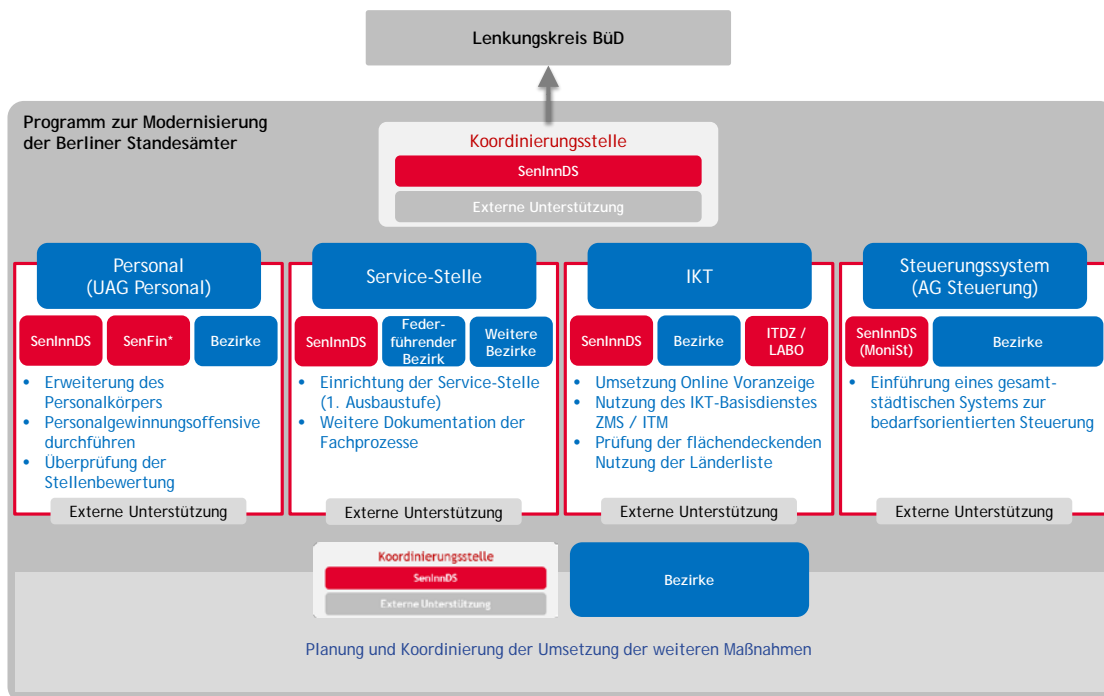 Lenkungskreis BüD
Programm zur Modernisierung
der Berliner Standesämter
Koordinierungsstelle
SenInnDS
Externe Unterstützung
Personal
(UAG Personal)
SenInnDS
SenFin*
Bezirke
• Erweiterung des
Personalkörpers
• Personalgewinnungsoffensive
durchführen
• Überprüfung der
Stellenbewertung
Externe Unterstützung
Service-Stelle
SenInnDS
Feder-
führender
Bezirk
Weitere
Bezirke
• Einrichtung der Service-Stelle
(1. Ausbaustufe)
• Weitere Dokumentation der
Fachprozesse
Externe Unterstützung
IKT
SenInnDS
Bezirke
ITDZ /
LABO
• Umsetzung Online Voranzeige
• Nutzung des IKT-Basisdienstes
ZMS / ITM
• Prüfung der flächendeckenden
Nutzung der Länderliste
Externe Unterstützung
Steuerungssystem
(AG Steuerung)
SenInnDS
(MoniSt)
Bezirke
• Einführung eines gesamt-
städtischen Systems zur
bedarfsorientierten Steuerung
Externe Unterstützung
Koordinierungsstelle
SenInnDS
Externe Unterstützung
Bezirke
Planung und Koordinierung der Umsetzung der weiteren Maßnahmen